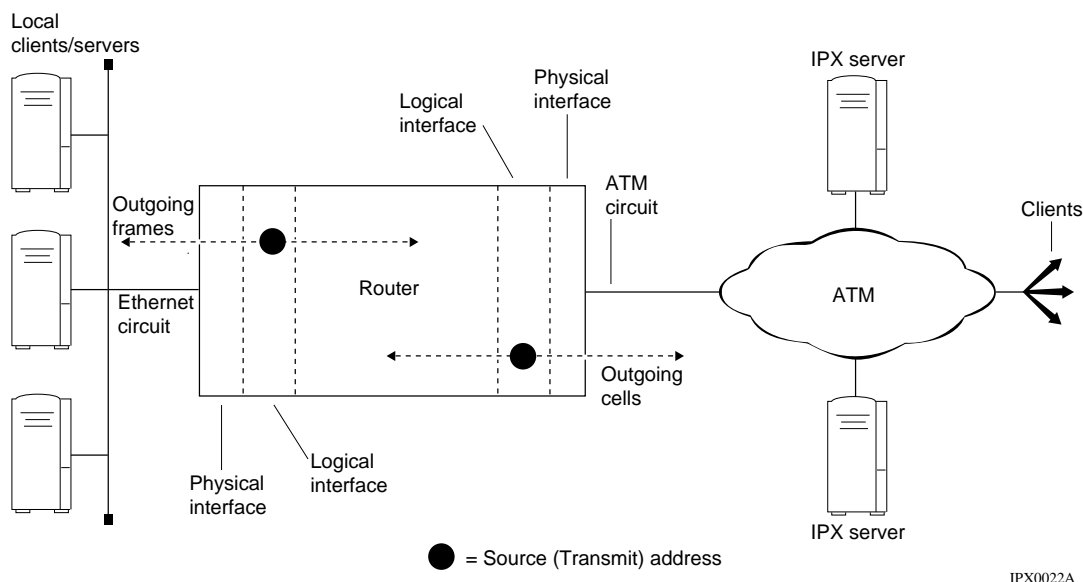 Local
clients/servers
IPX server
Physical
interface
Logical
interface
ATM
circuit
Clients
Outgoing
frames
Router
ATM
Ethernet
circuit
Outgoing
cells
Logical
interface
Physical
interface
IPX server
= Source (Transmit) address
IPX0022A